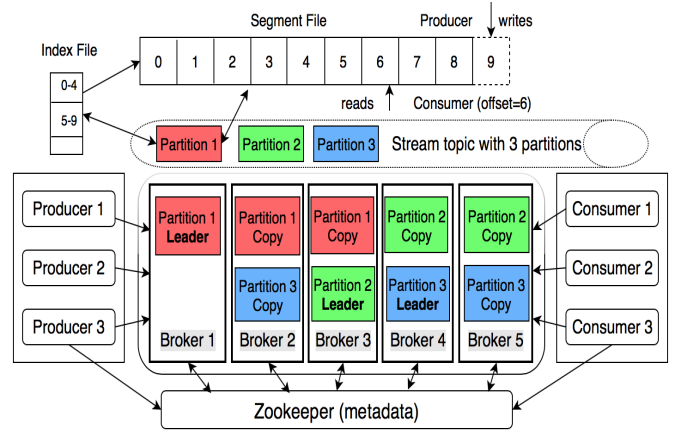 Segment File
Producer
writes
Index File
0 1 2 3 4 5 6 7 8 9
0-4
5-9
reads
Consumer (offset=6)
Partition 1
Partition 2
Partition 3
Stream topic with 3 partitions
Producer 1
Producer 2
Producer 3
Partition 1
Leader
Broker 1
Partition 1
Copy
Partition 3
Copy
Broker 2
Partition 1
Copy
Partition 2
Leader
Broker 3
Partition 2
Copy
Partition 3
Leader
Broker 4
Partition 2
Copy
Partition 3
Copy
Broker 5
Consumer 1
Consumer 2
Consumer 3
Zookeeper (metadata)